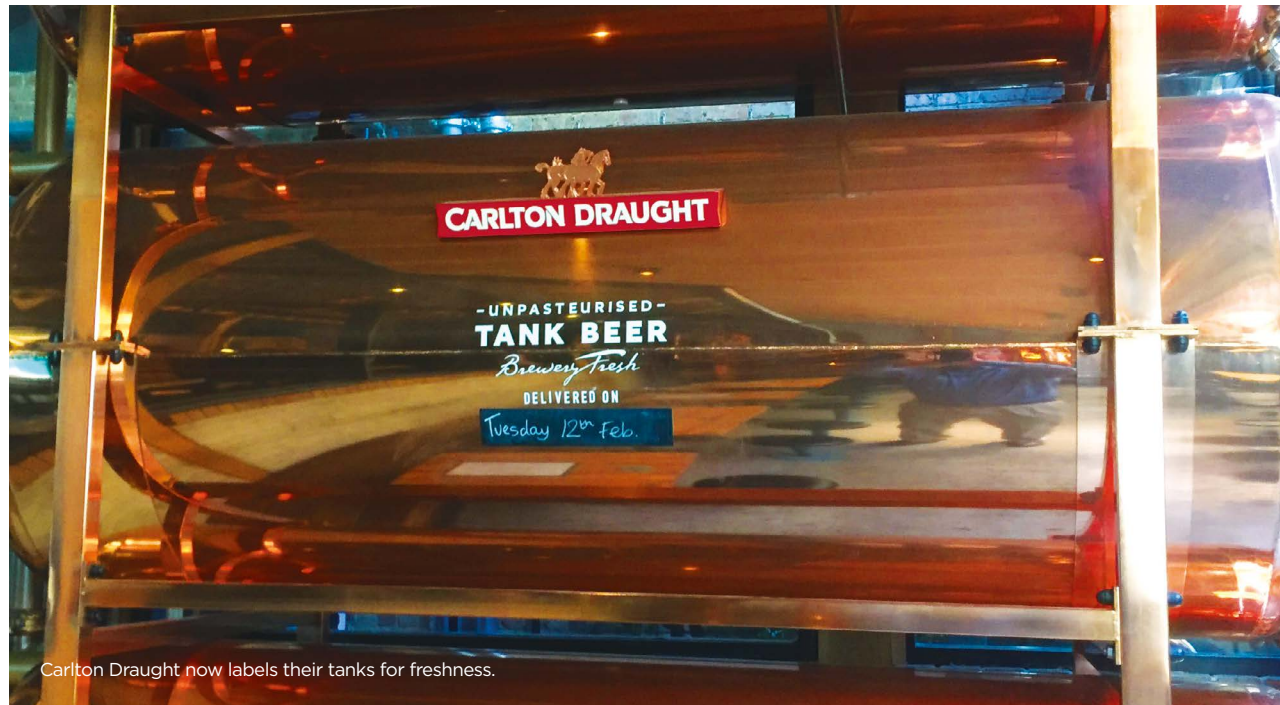 CARLTON DRAUGHT
-UNPASTEURISED-
TANK BEER
Brewery Fresh
DELIVERED ON
Tuesday 12th Feb.
Carlton Draught now labels their tanks for freshness.